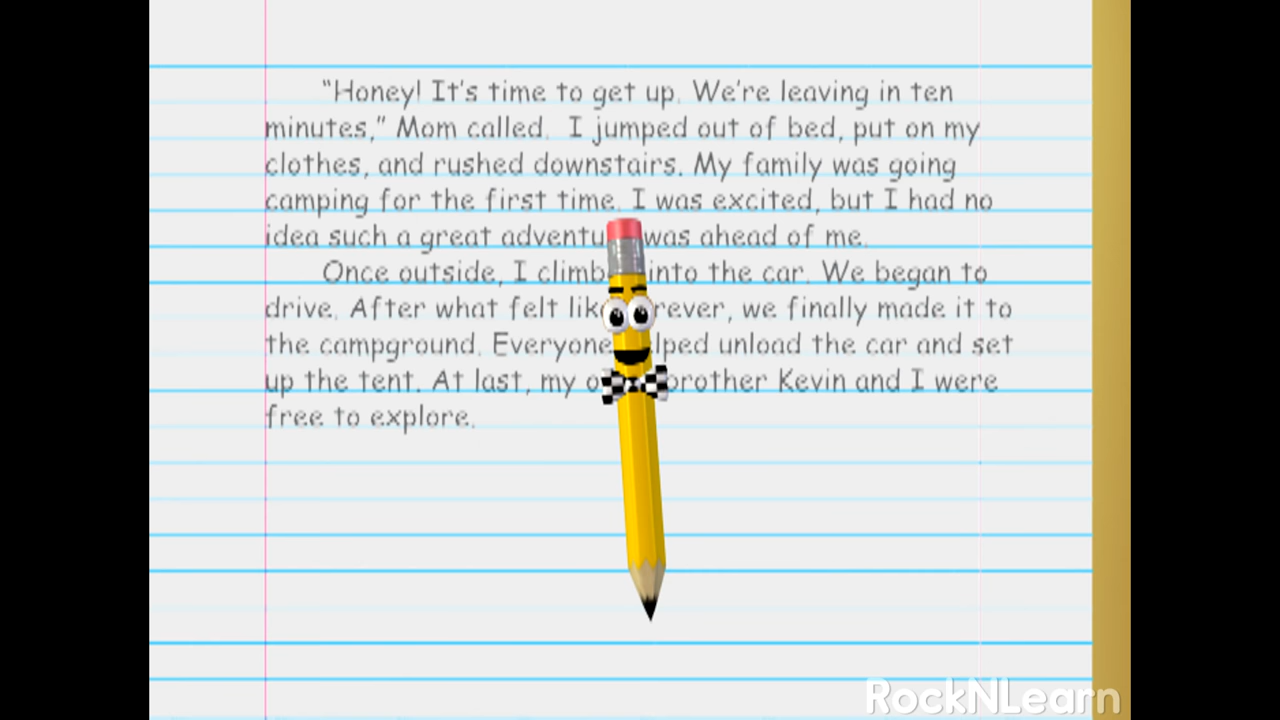 “Honey! It’s time to get up. We’re leaving in ten
minutes,” Mom called.  I jumped out of bed, put on my
clothes, and rushed downstairs. My family was going
camping for the first time. I was excited, but I had no
idea such a great was ahead of me.
Once outside, I into the car. We began to
drive. After what felt we finally made it to
the campground. Everyone unload the car and set
up the tent. At last, my brother Kevin and I were
free to explore.
RockNLearn